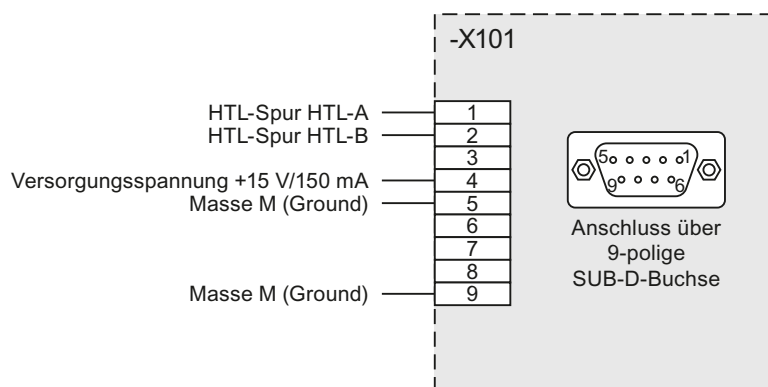 -X101
HTL-Spur HTL-A 1
HTL-Spur HTL-B 2
3
Versorgungsspannung +15 V/150 mA 4
Masse M (Ground) 5
6
7
8
Masse M (Ground) 9
5 1
9 6
Anschluss über
9-polige
SUB-D-Buchse